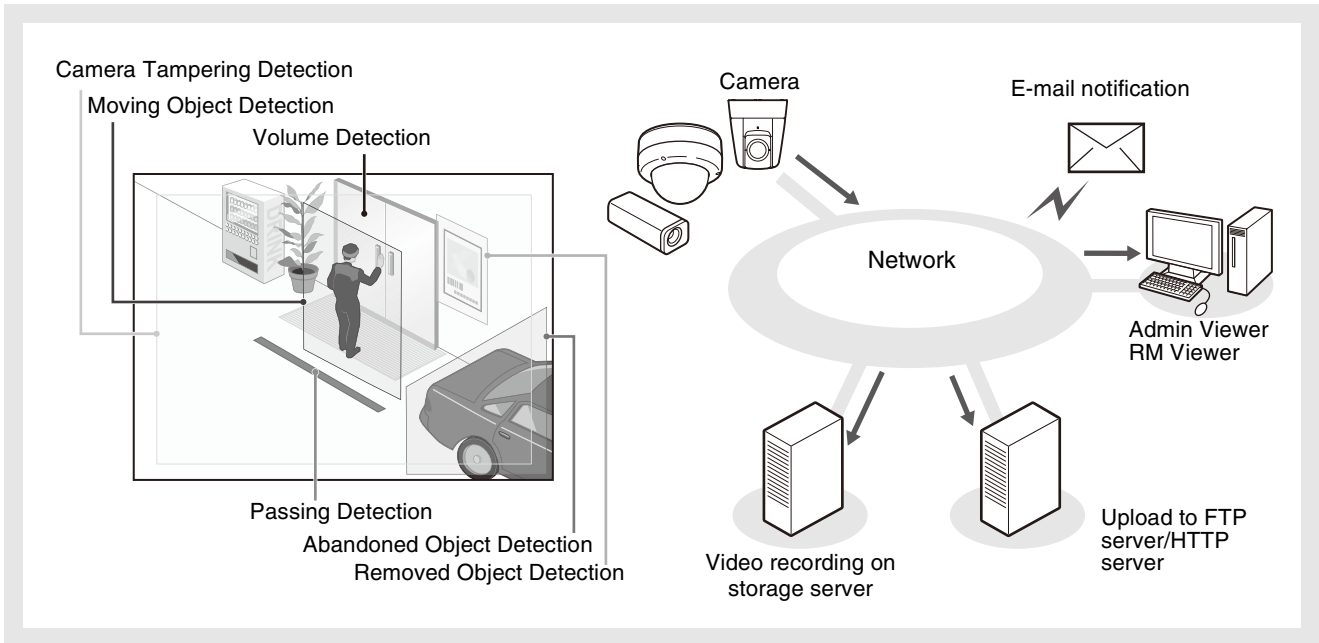 Camera Tampering Detection
Moving Object Detection
Volume Detection
Passing Detection
Abandoned Object Detection
Removed Object Detection
Camera
E-mail notification
Network
Admin Viewer
RM Viewer
Video recording on
storage server
Upload to FTP
server/HTTP
server